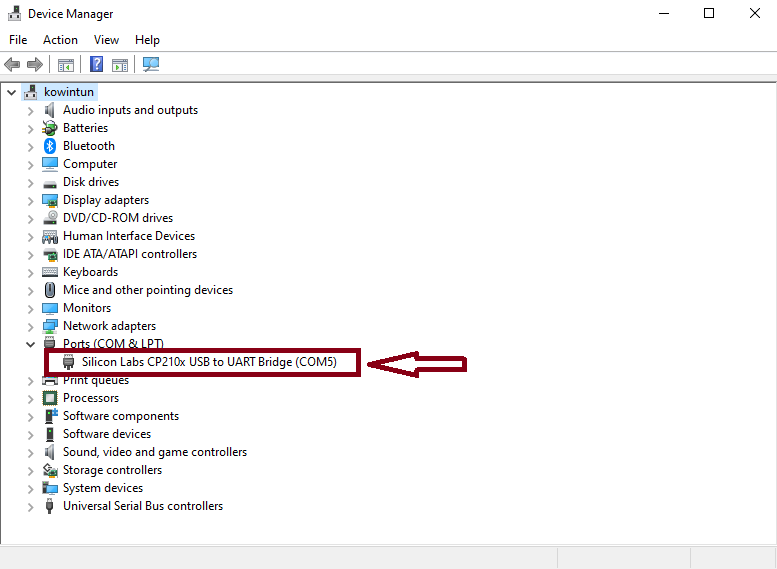 Device Manager
File Action View Help
kowintun
Audio inputs and outputs
Batteries
Bluetooth
Computer
Disk drives
Display adapters
DVD/CD-ROM drives
Human Interface Devices
IDE ATA/ATAPI controllers
Keyboards
Mice and other pointing devices
Monitors
Network adapters
Ports (COM & LPT)
Silicon Labs CP210x USB to UART Bridge (COM5)
Print queues
Processors
Software components
Software devices
Sound, video and game controllers
Storage controllers
System devices
Universal Serial Bus controllers